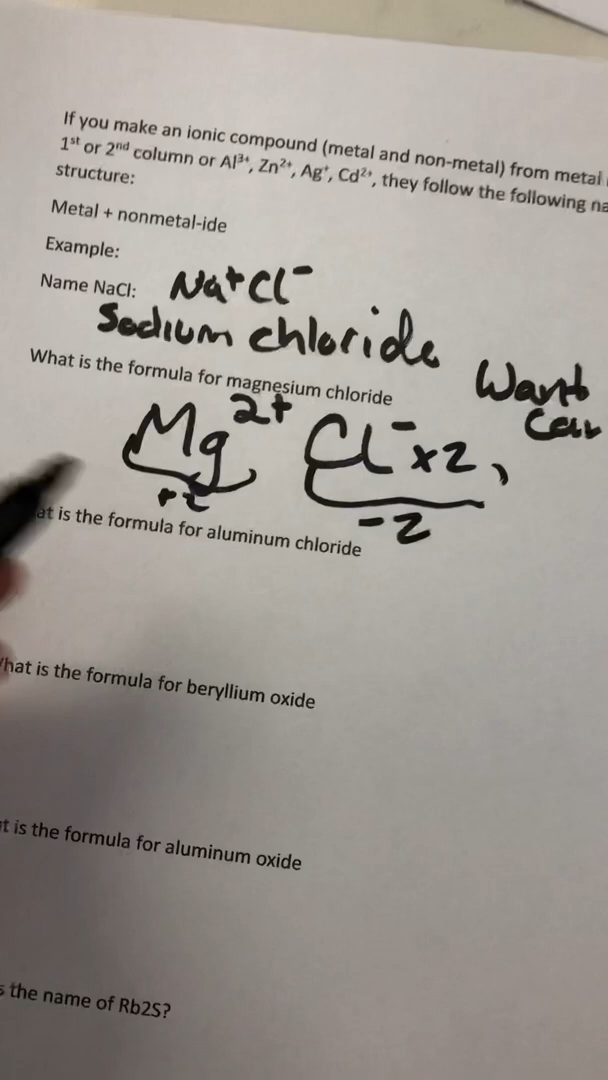 If you make an ionic compound (metal and non-metal) from metal
1st or 2nd column or Al3+, Zn2+, Ag+, Cd2+, they follow the following na
structure:
Metal + nonmetal-ide
Example:
Name NaCl: Na+Cl-
Sodium chloride
Want
What is the formula for magnesium chloride
Mg2+ Cl-x2,
+2 -2
at is the formula for aluminum chloride
hat is the formula for beryllium oxide
t is the formula for aluminum oxide
s the name of Rb2S?